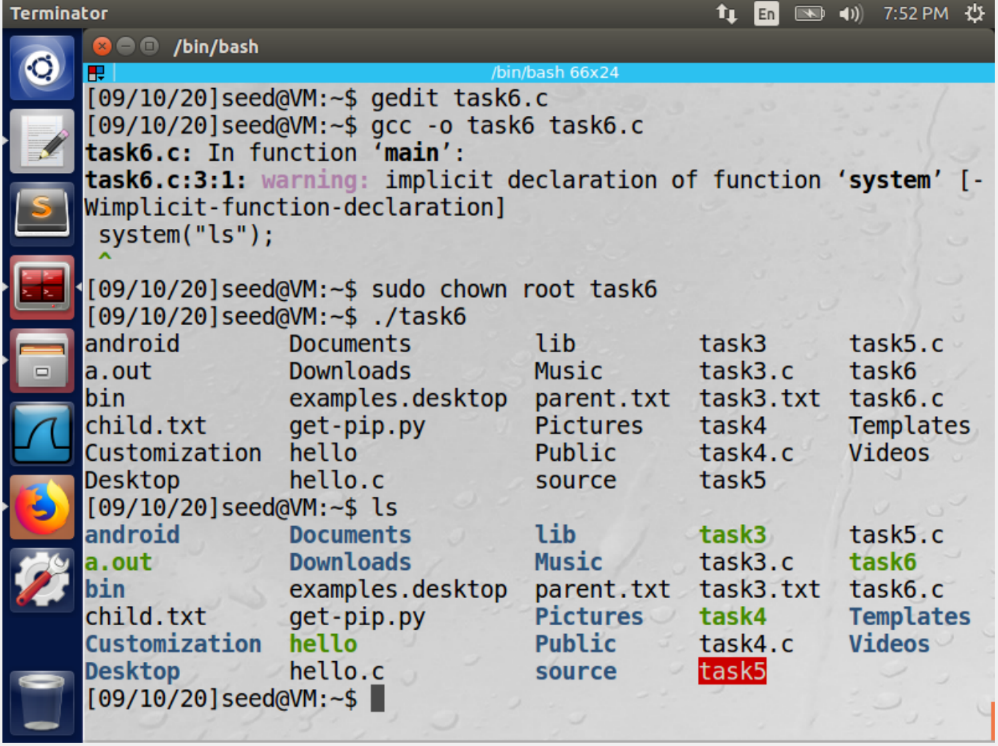 Terminator En 7:52 PM
/bin/bash
/bin/bash 66x24
[09/10/20]seed@VM:~$ gedit task6.c
[09/10/20]seed@VM:~$ gcc -o task6 task6.c
task6.c: In function ‘main’:
task6.c:3:1: warning: implicit declaration of function ‘system’ [-
Wimplicit-function-declaration]
 system("ls");
 ^
[09/10/20]seed@VM:~$ sudo chown root task6
[09/10/20]seed@VM:~$ ./task6
android Documents lib task3 task5.c
a.out Downloads Music task3.c task6
bin examples.desktop parent.txt task3.txt task6.c
child.txt get-pip.py Pictures task4 Templates
Customization hello Public task4.c Videos
Desktop hello.c source task5
[09/10/20]seed@VM:~$ ls
android Documents lib task3 task5.c
a.out Downloads Music task3.c task6
bin examples.desktop parent.txt task3.txt task6.c
child.txt get-pip.py Pictures task4 Templates
Customization hello Public task4.c Videos
Desktop hello.c source task5
[09/10/20]seed@VM:~$